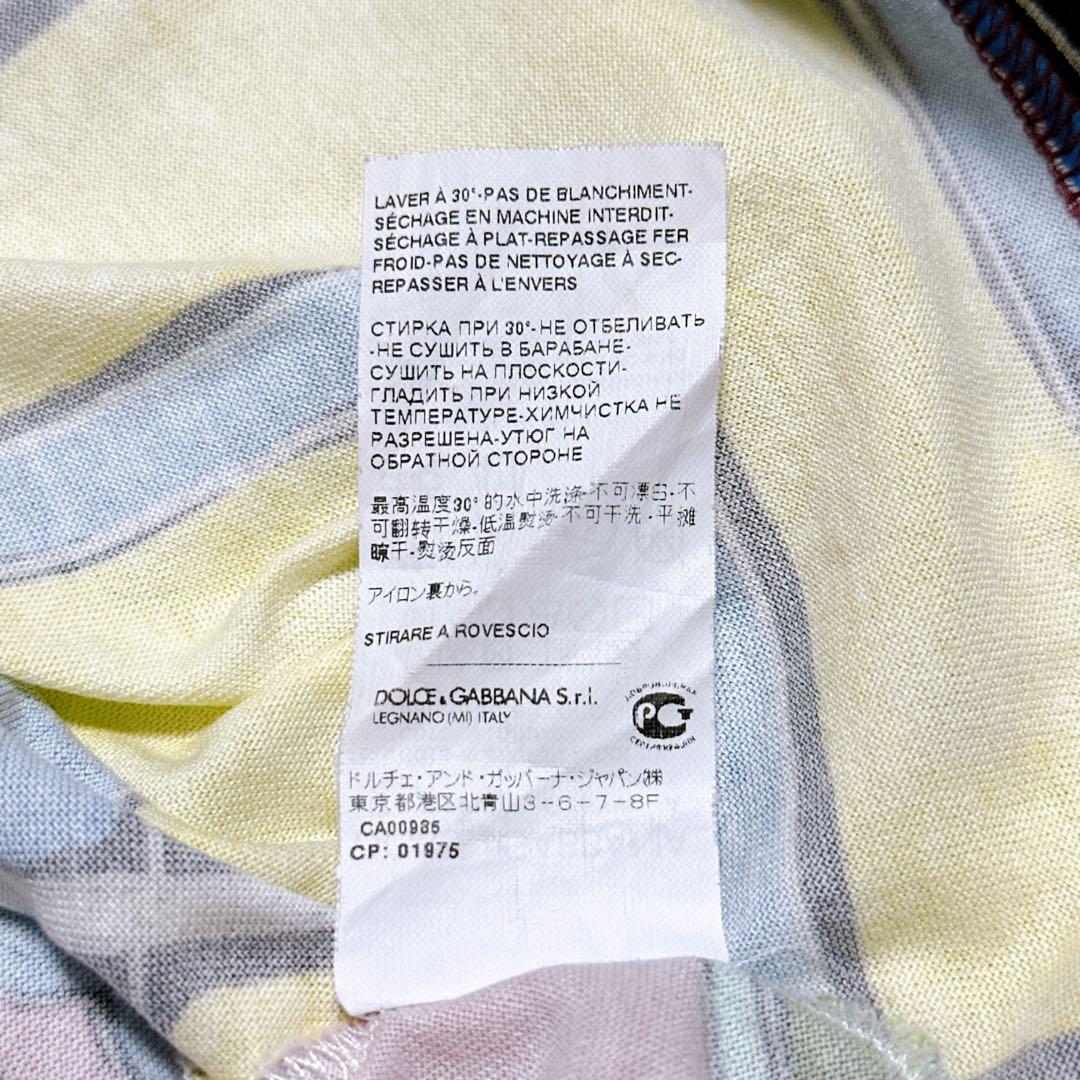 LAVER À 30°-PAS DE BLANCHIMENT-
SÉCHAGE EN MACHINE INTERDIT-
SÉCHAGE À PLAT-REPASSAGE FER
FROID-PAS DE NETTOYAGE À SEC-
REPASSER À L'ENVERS
СТИРКА ПРИ 30°-НЕ ОТБЕЛИВАТЬ
-НЕ СУШИТЬ В БАРАБАНЕ-
СУШИТЬ НА ПЛОСКОСТИ-
ГЛАДИТЬ ПРИ НИЗКОЙ
ТЕМПЕРАТУРЕ-ХИМЧИСТКА НЕ
РАЗРЕШЕНА-УТЮГ НА
ОБРАТНОЙ СТОРОНЕ
最高温度30°的水中洗涤-不可漂白-不
可翻转干燥-低温熨烫-不可干洗-平摊
晾干-熨烫反面
アイロン裏から。
STIRARE A ROVESCIO
DOLCE & GABBANA S.r.l.
LEGNANO (MI) ITALY
ДОБРОВОЛЬНАЯ
РСТ
СЕРТИФИКАЦИЯ
ドルチェ・アンド・ガッバーナ・ジャパン(株)
東京都港区北青山3-6-7-8F
CA00985
CP: 01975